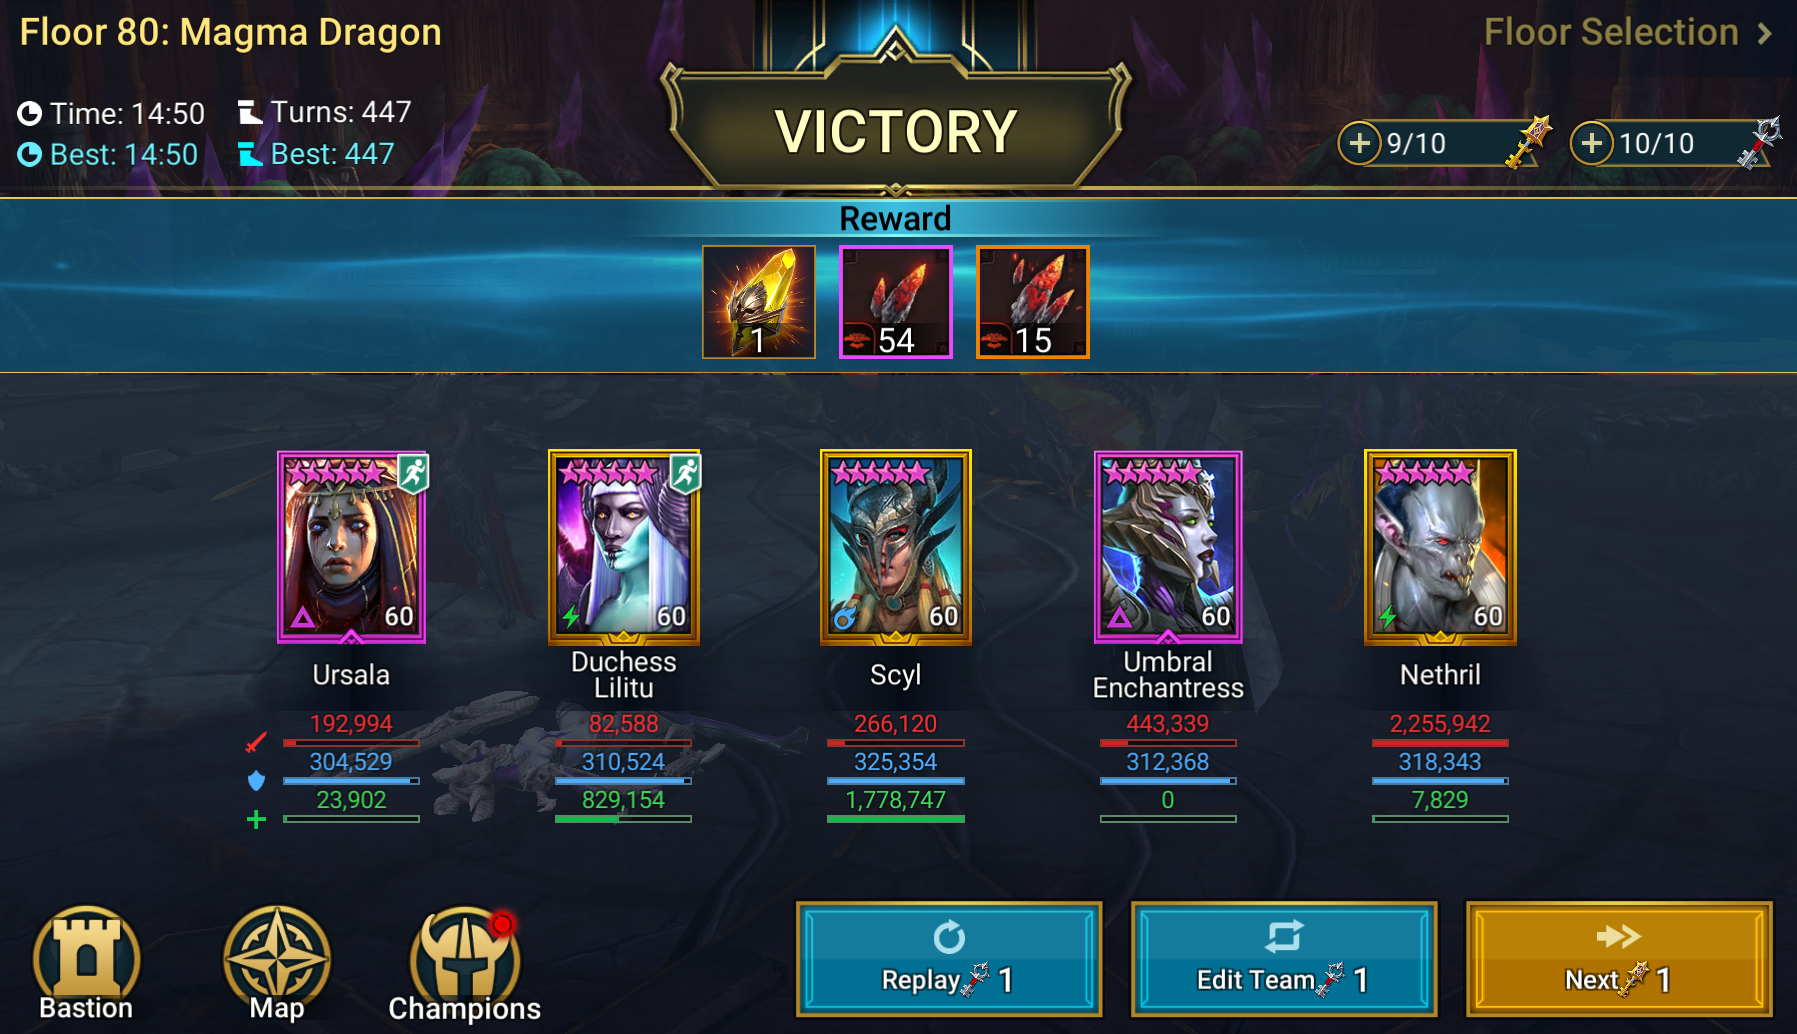 Floor 80: Magma Dragon
Floor Selection
Time: 14:50 Turns: 447
Best: 14:50 Best: 447
VICTORY
9/10 10/10
Reward
1 54 15
60 60 60 60 60
Ursala
Duchess
Lilitu
Scyl
Umbral
Enchantress
Nethril
192,994 82,588 266,120 443,339 2,255,942
304,529 310,524 325,354 312,368 318,343
23,902 829,154 1,778,747 0 7,829
Bastion Map Champions
Replay 1 Edit Team 1 Next 1